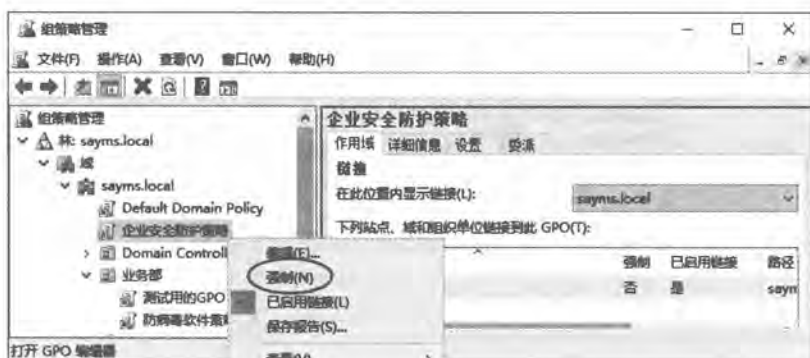 组策略管理
文件(F) 操作(A) 查看(V) 窗口(W) 帮助(H)
组策略管理
林: sayms.local
域
sayms.local
Default Domain Policy
企业安全防护策略
Domain Controll
业务部
测试用的GPO
防病毒软件策略
打开 GPO 编辑器
企业安全防护策略
作用域 详细信息 设置 委派
链接
在此位置内显示链接(L): sayms.local
下列站点、域和组织单位链接到此 GPO(T):
强制 已启用链接 路径
否 是 saym
编辑(E)...
强制(N)
已启用链接(L)
保存报告(S)...
查看(V)